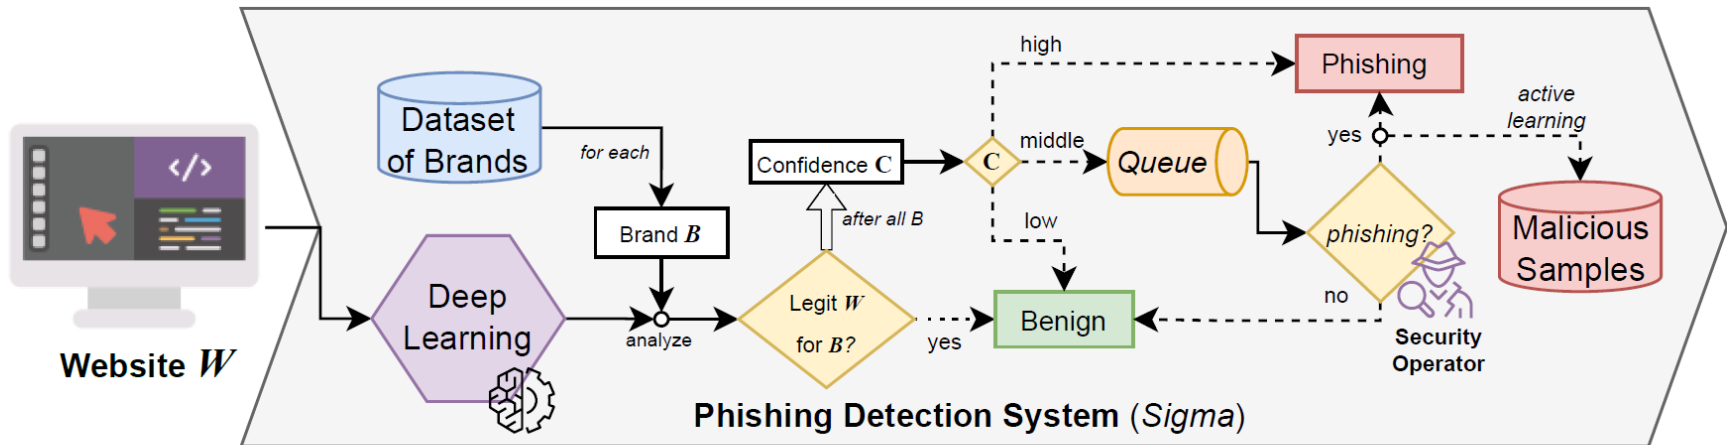 Website W
Dataset
of Brands
for each
Brand B
Deep
Learning
analyze
Legit W
for B?
yes
after all B
Confidence C
C
high
middle
low
Queue
Benign
Phishing
yes
active
learning
phishing?
no
Security
Operator
Malicious
Samples
Phishing Detection System (Sigma)